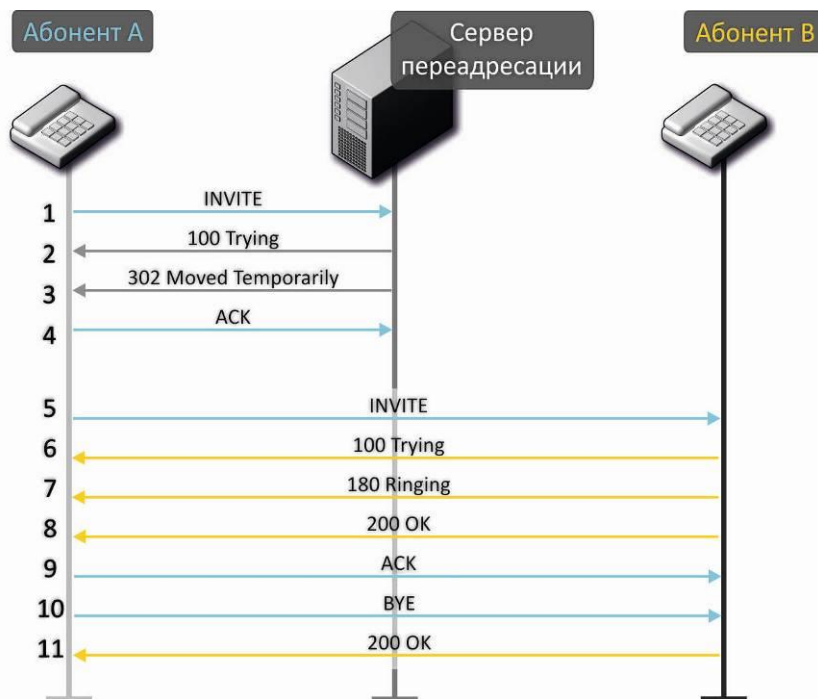 Абонент А
Сервер
переадресации
Абонент В
1
INVITE
2
100 Trying
3
302 Moved Temporarily
4
ACK
5
INVITE
6
100 Trying
7
180 Ringing
8
200 OK
9
ACK
10
BYE
11
200 OK